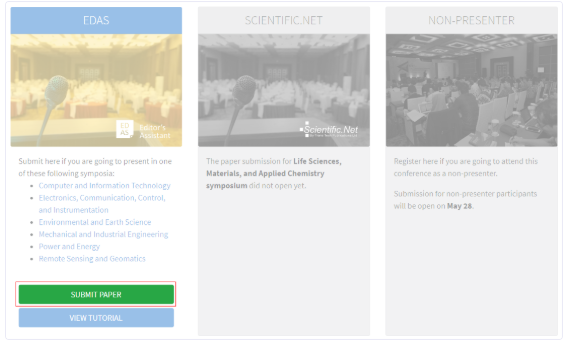 EDAS
ED
AS
Editor's
Assistant
Submit here if you are going to present in one
of these following symposia:
Computer and Information Technology
Electronics, Communication, Control,
and Instrumentation
Environmental and Earth Science
Mechanical and Industrial Engineering
Power and Energy
Remote Sensing and Geomatics
SUBMIT PAPER
VIEW TUTORIAL
SCIENTIFIC.NET
Scientific.Net
The paper submission for Life Sciences,
Materials, and Applied Chemistry
symposium did not open yet.
NON-PRESENTER
Register here if you are going to attend this
conference as a non-presenter.
Submission for non-presenter participants
will be open on May 28.